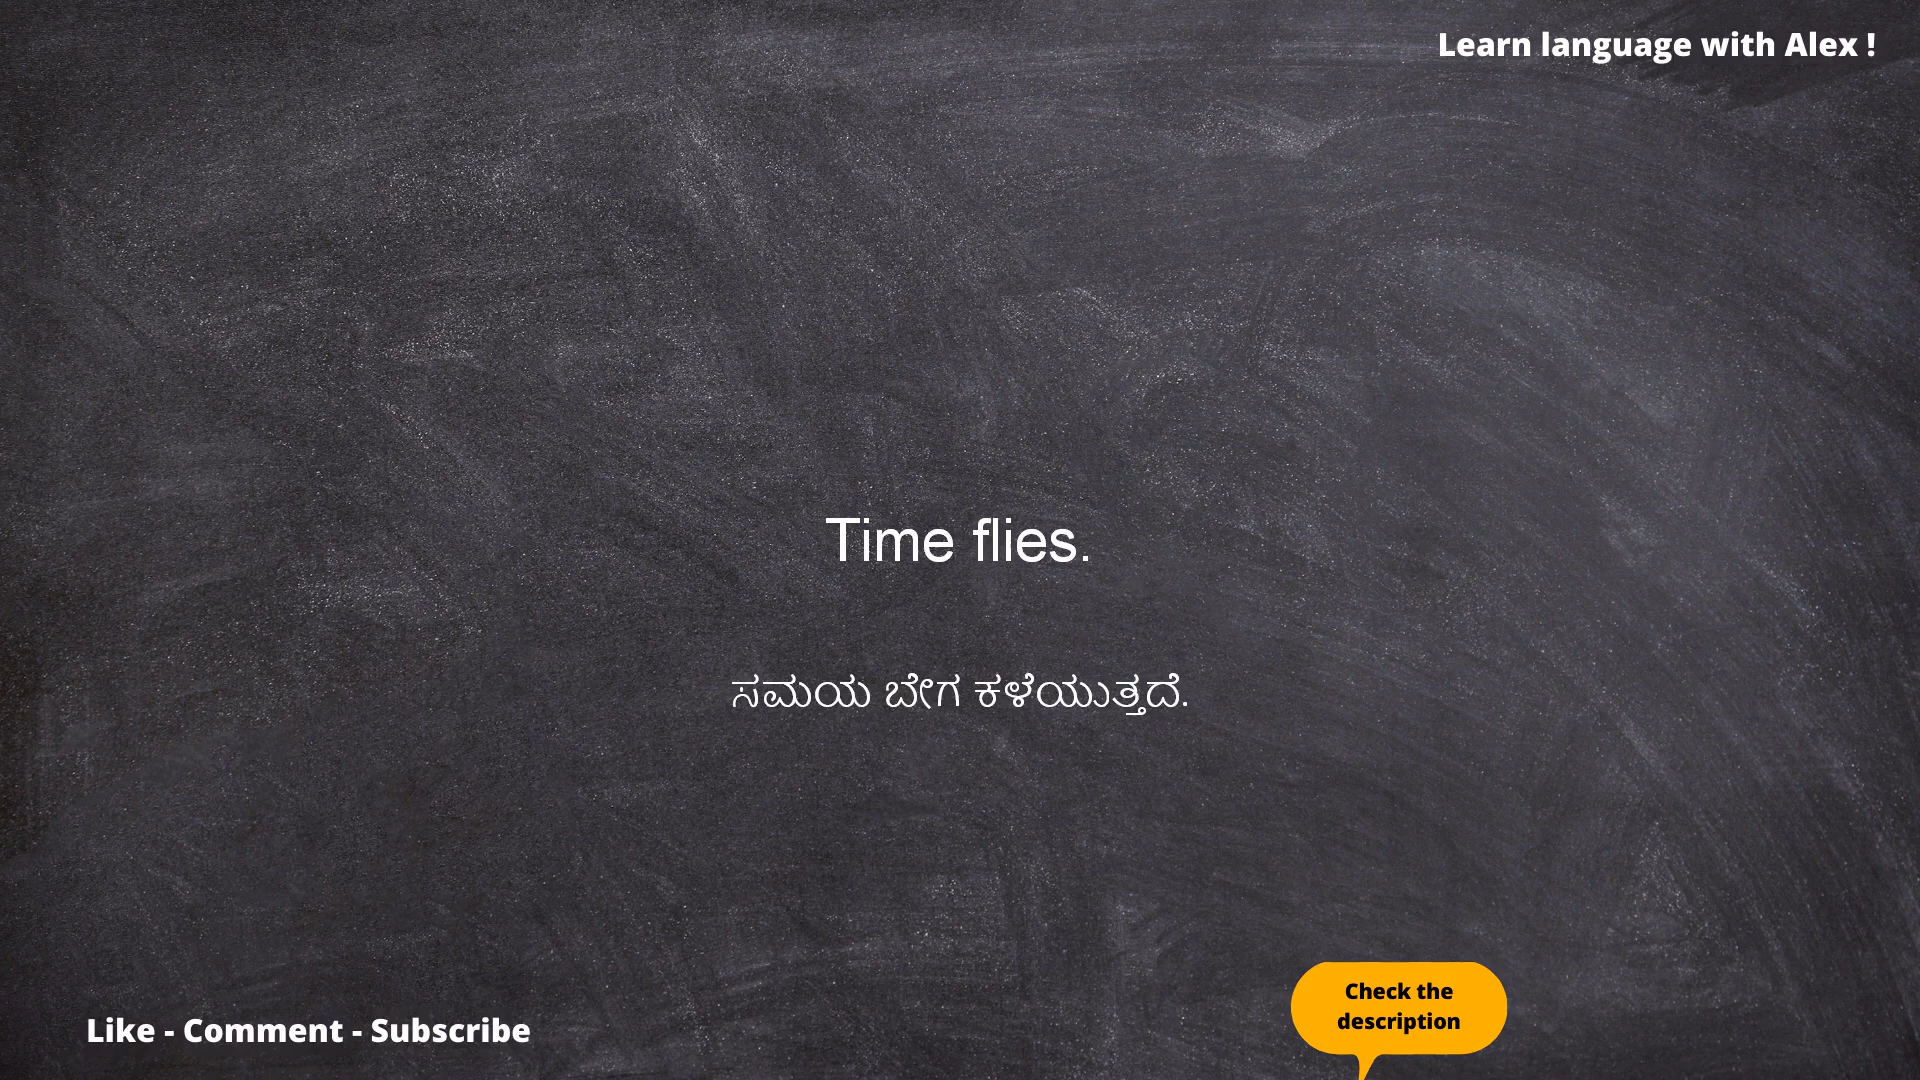 Learn language with Alex !
Time flies.
ಸಮಯ ಬೇಗ ಕಳೆಯುತ್ತದೆ.
Check the
description
Like - Comment - Subscribe